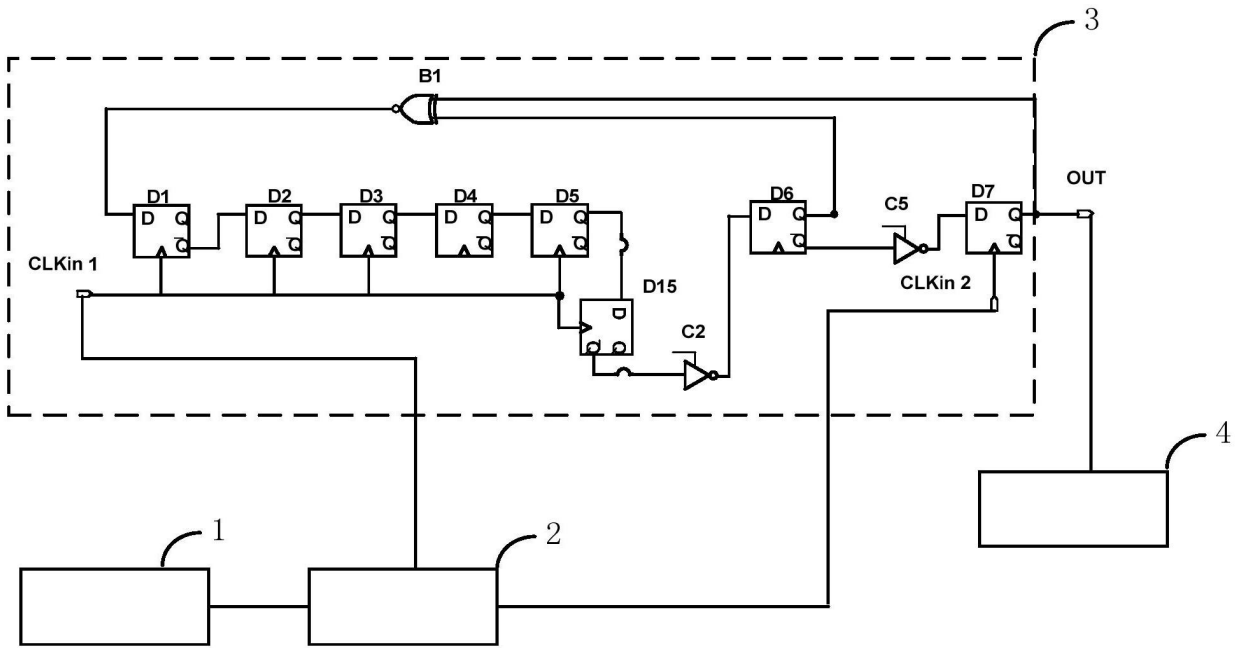 3
B1
OUT
D1 D2 D3 D4 D5 D6 D7
D Q D Q D Q D Q D Q D Q D Q
Q Q Q Q Q Q Q
C5
CLKin 1
CLKin 2
D15
D
Q Q
C2
4
1
2